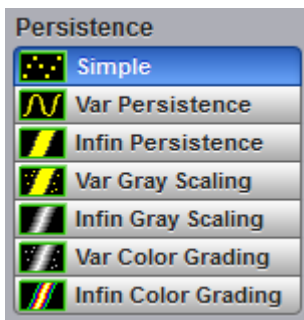 Persistence
Simple
Var Persistence
Infin Persistence
Var Gray Scaling
Infin Gray Scaling
Var Color Grading
Infin Color Grading